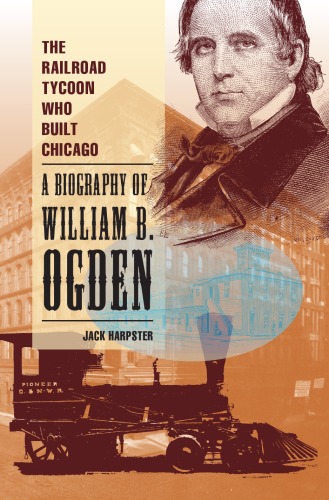 THE
RAILROAD
TYCOON
WHO
BUILT
CHICAGO
A BIOGRAPHY OF
WILLIAM B.
OGDEN
JACK HARPSTER
PIONEER
C. & N.W.R.